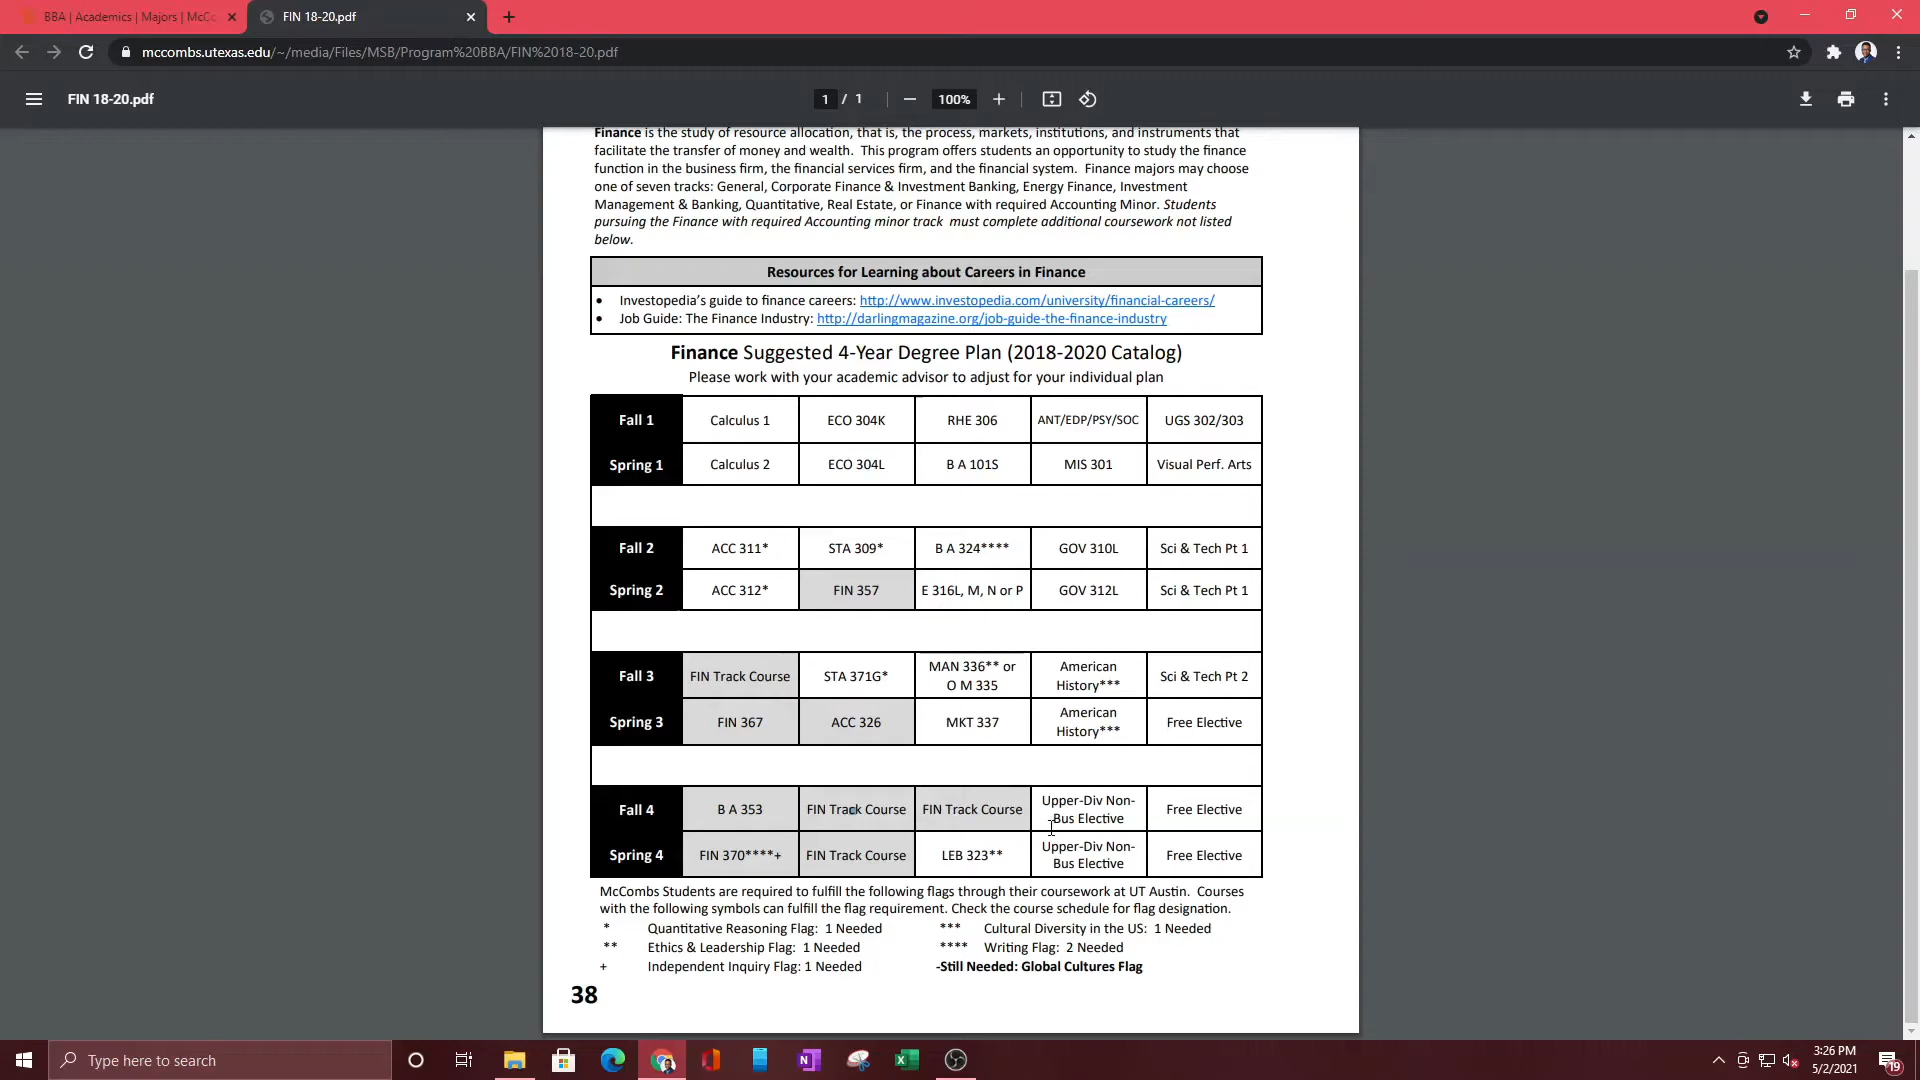 BBA | Academics | Majors | McCo
FIN 18-20.pdf
mccombs.utexas.edu/~/media/Files/MSB/Program%20BBA/FIN%2018-20.pdf
FIN 18-20.pdf
1 / 1
100%
Finance is the study of resource allocation, that is, the process, markets, institutions, and instruments that
facilitate the transfer of money and wealth. This program offers students an opportunity to study the finance
function in the business firm, the financial services firm, and the financial system. Finance majors may choose
one of seven tracks: General, Corporate Finance & Investment Banking, Energy Finance, Investment
Management & Banking, Quantitative, Real Estate, or Finance with required Accounting Minor. Students
pursuing the Finance with required Accounting minor track must complete additional coursework not listed
below.
Resources for Learning about Careers in Finance
• Investopedia's guide to finance careers: http://www.investopedia.com/university/financial-careers/
• Job Guide: The Finance Industry: http://darlingmagazine.org/job-guide-the-finance-industry
Finance Suggested 4-Year Degree Plan (2018-2020 Catalog)
Please work with your academic advisor to adjust for your individual plan
Fall 1 Calculus 1 ECO 304K RHE 306 ANT/EDP/PSY/SOC UGS 302/303
Spring 1 Calculus 2 ECO 304L B A 101S MIS 301 Visual Perf. Arts
Fall 2 ACC 311* STA 309* B A 324**** GOV 310L Sci & Tech Pt 1
Spring 2 ACC 312* FIN 357 E 316L, M, N or P GOV 312L Sci & Tech Pt 1
Fall 3 FIN Track Course STA 371G* MAN 336** or
O M 335 American
History*** Sci & Tech Pt 2
Spring 3 FIN 367 ACC 326 MKT 337 American
History*** Free Elective
Fall 4 B A 353 FIN Track Course FIN Track Course Upper-Div Non-
Bus Elective Free Elective
Spring 4 FIN 370****+ FIN Track Course LEB 323** Upper-Div Non-
Bus Elective Free Elective
McCombs Students are required to fulfill the following flags through their coursework at UT Austin. Courses
with the following symbols can fulfill the flag requirement. Check the course schedule for flag designation.
* Quantitative Reasoning Flag: 1 Needed *** Cultural Diversity in the US: 1 Needed
** Ethics & Leadership Flag: 1 Needed **** Writing Flag: 2 Needed
+ Independent Inquiry Flag: 1 Needed -Still Needed: Global Cultures Flag
38
Type here to search
3:26 PM
5/2/2021
19